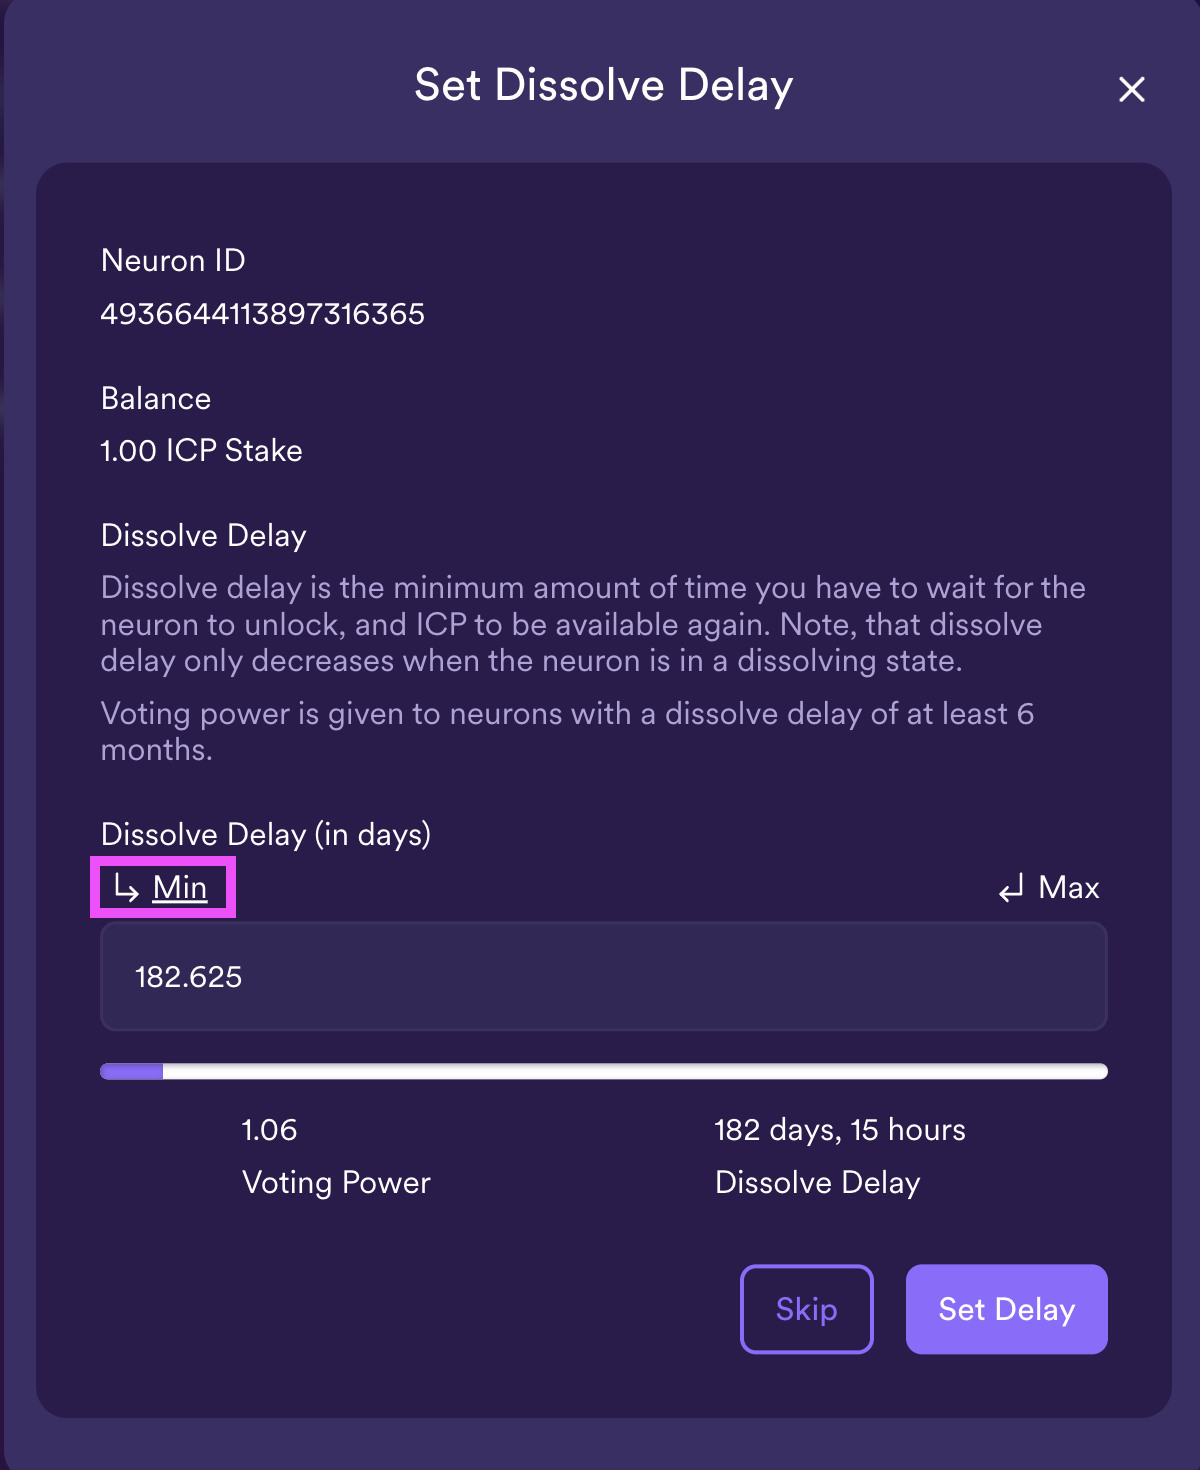 Set Dissolve Delay
Neuron ID
4936644113897316365
Balance
1.00 ICP Stake
Dissolve Delay
Dissolve delay is the minimum amount of time you have to wait for the
neuron to unlock, and ICP to be available again. Note, that dissolve
delay only decreases when the neuron is in a dissolving state.
Voting power is given to neurons with a dissolve delay of at least 6
months.
Dissolve Delay (in days)
Min
Max
182.625
1.06
Voting Power
182 days, 15 hours
Dissolve Delay
Skip
Set Delay